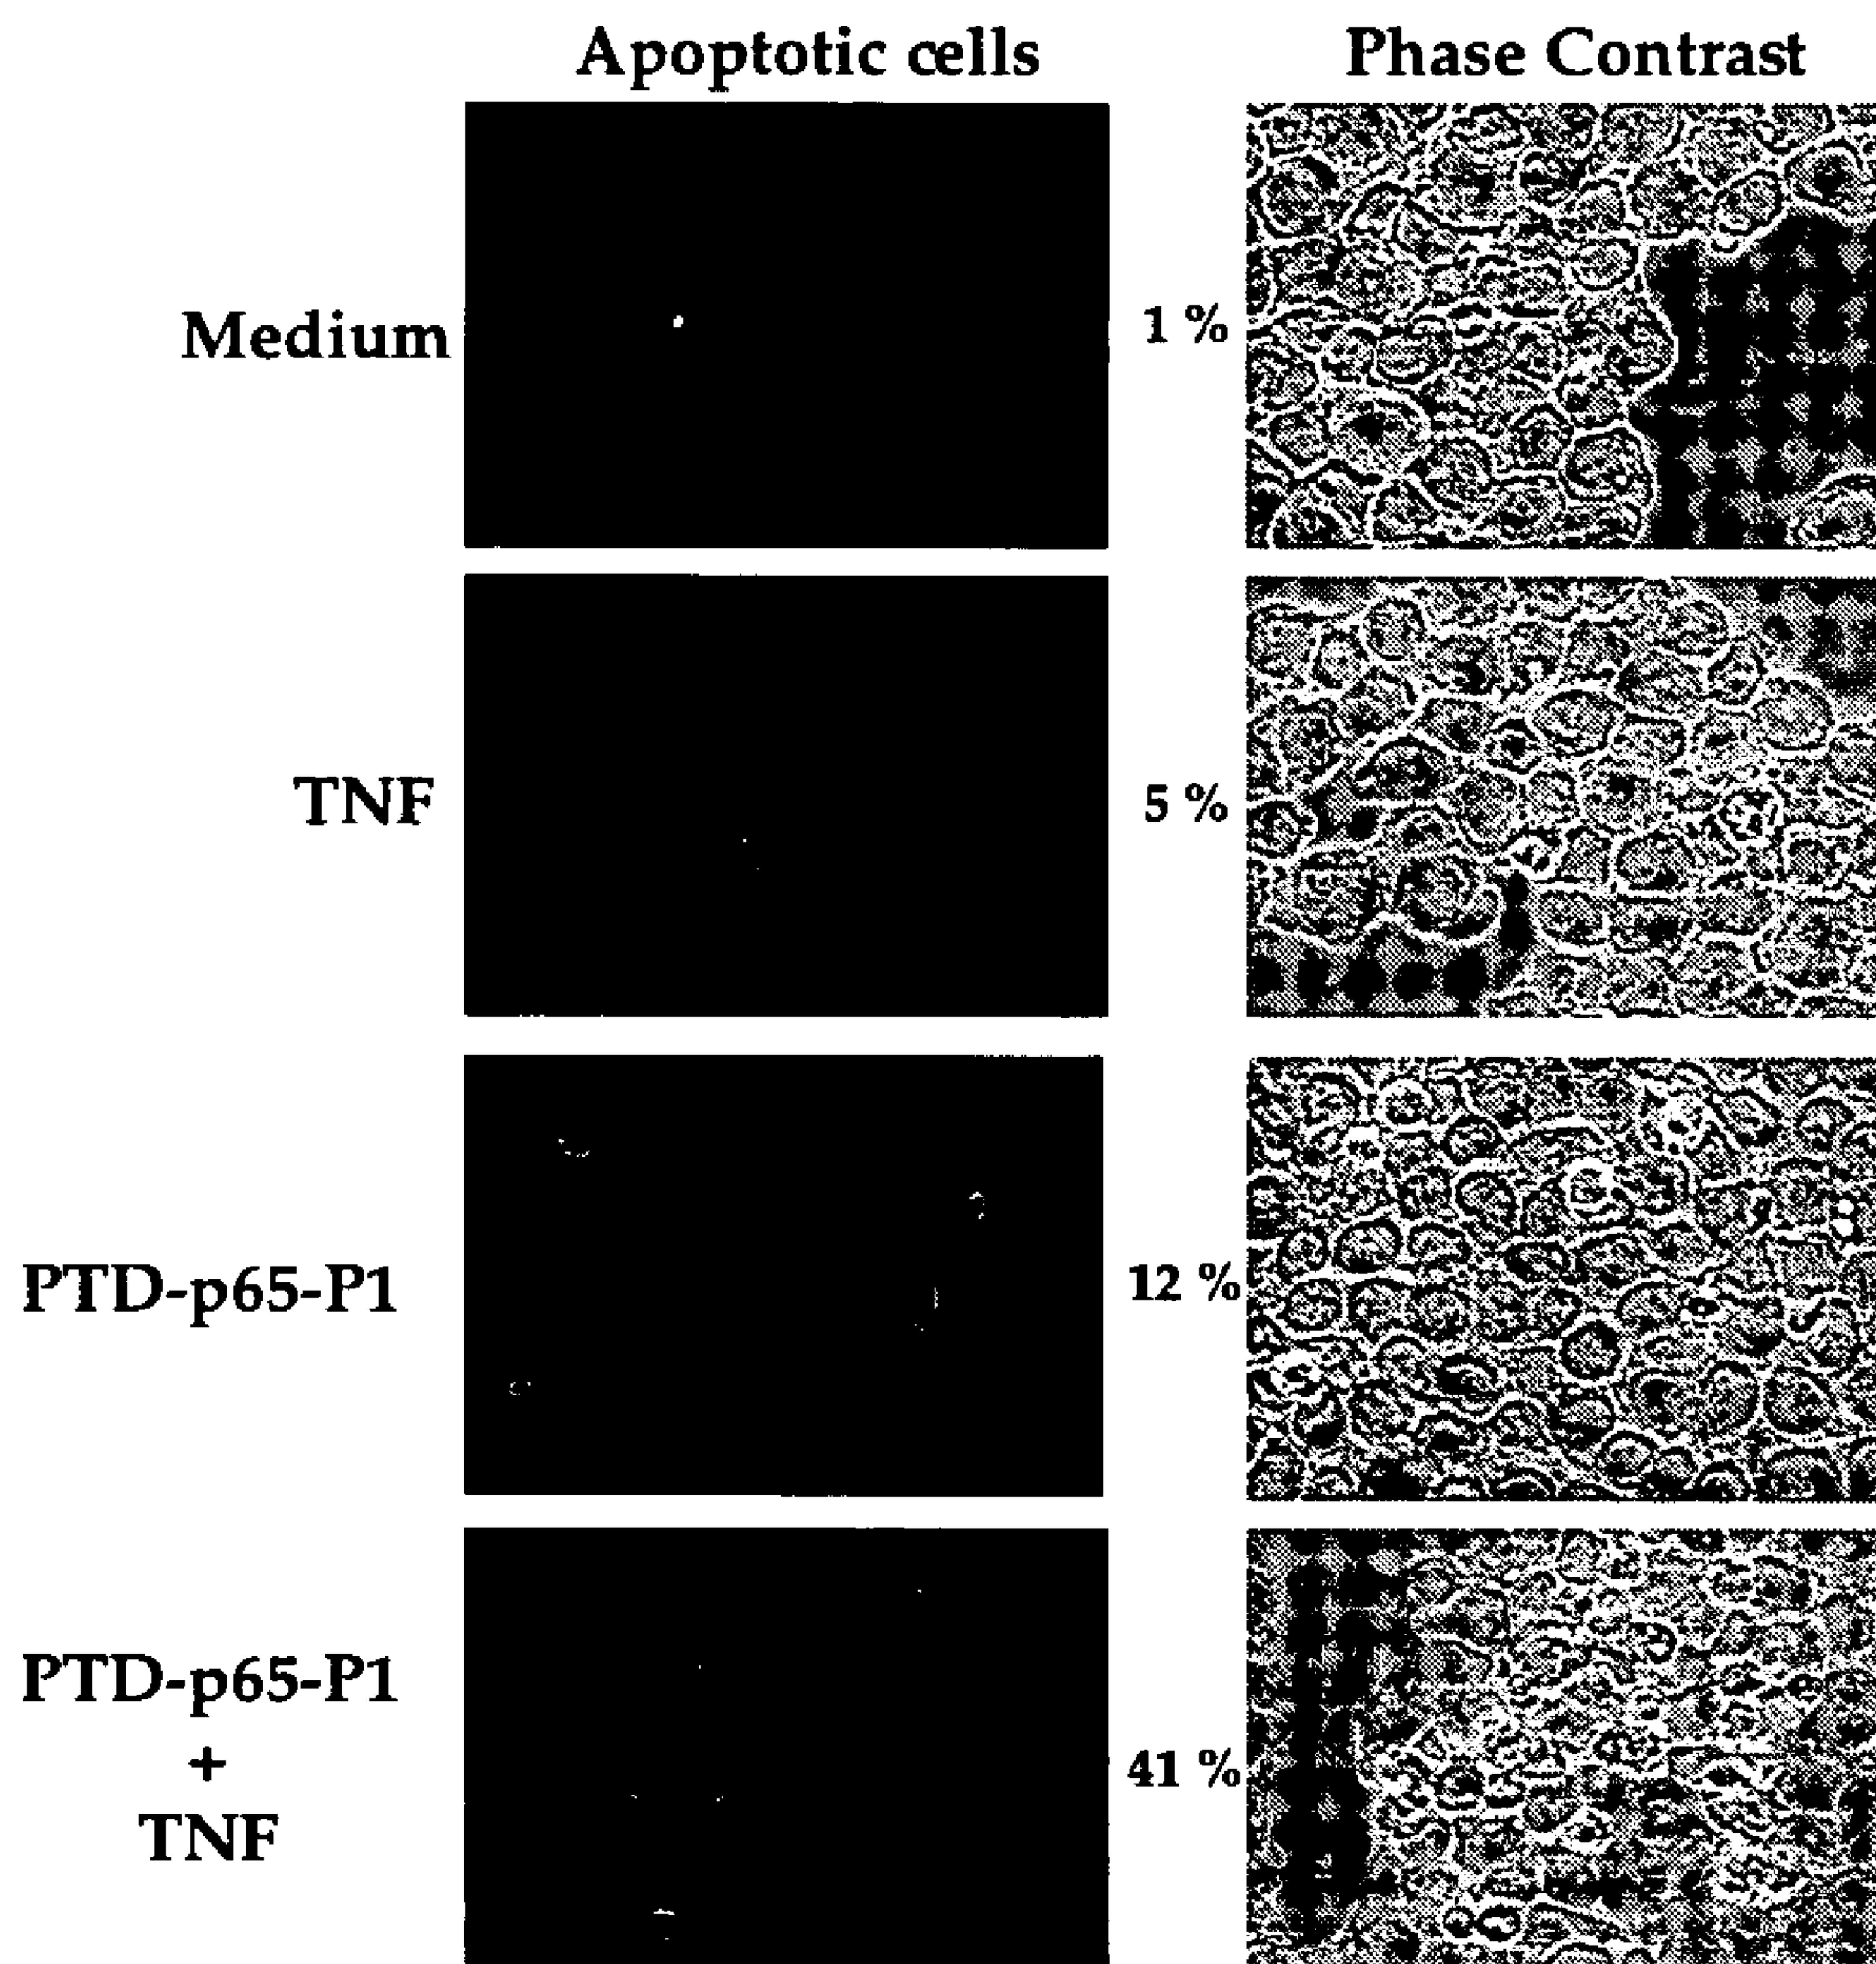 Apoptotic cells
Phase Contrast
Medium
1 %
TNF
5 %
PTD-p65-P1
12 %
PTD-p65-P1
+
TNF
41 %